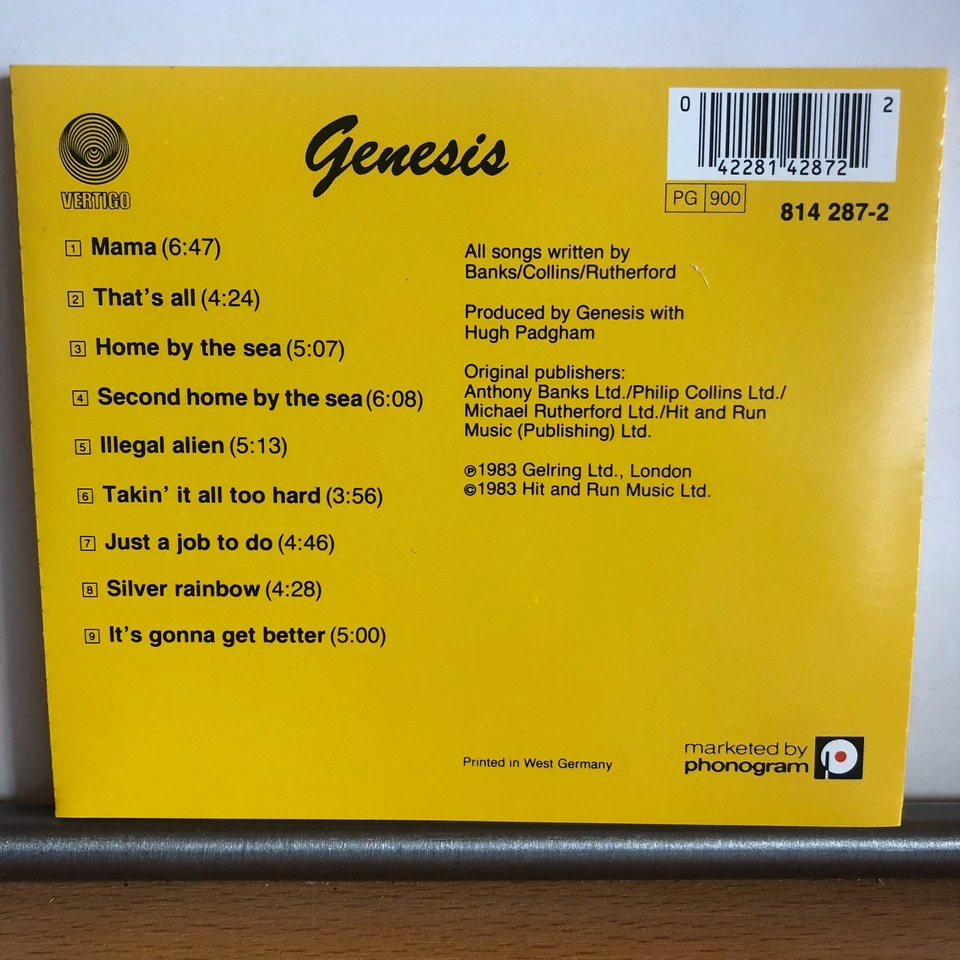 VERTIGO
Genesis
0 42281 42872 2
PG 900
814 287-2
1 Mama (6:47)
2 That's all (4:24)
3 Home by the sea (5:07)
4 Second home by the sea (6:08)
5 Illegal alien (5:13)
6 Takin' it all too hard (3:56)
7 Just a job to do (4:46)
8 Silver rainbow (4:28)
9 It's gonna get better (5:00)
All songs written by
Banks/Collins/Rutherford
Produced by Genesis with
Hugh Padgham
Original publishers:
Anthony Banks Ltd./Philip Collins Ltd./
Michael Rutherford Ltd./Hit and Run
Music (Publishing) Ltd.
℗1983 Gelring Ltd., London
©1983 Hit and Run Music Ltd.
Printed in West Germany
marketed by
phonogram